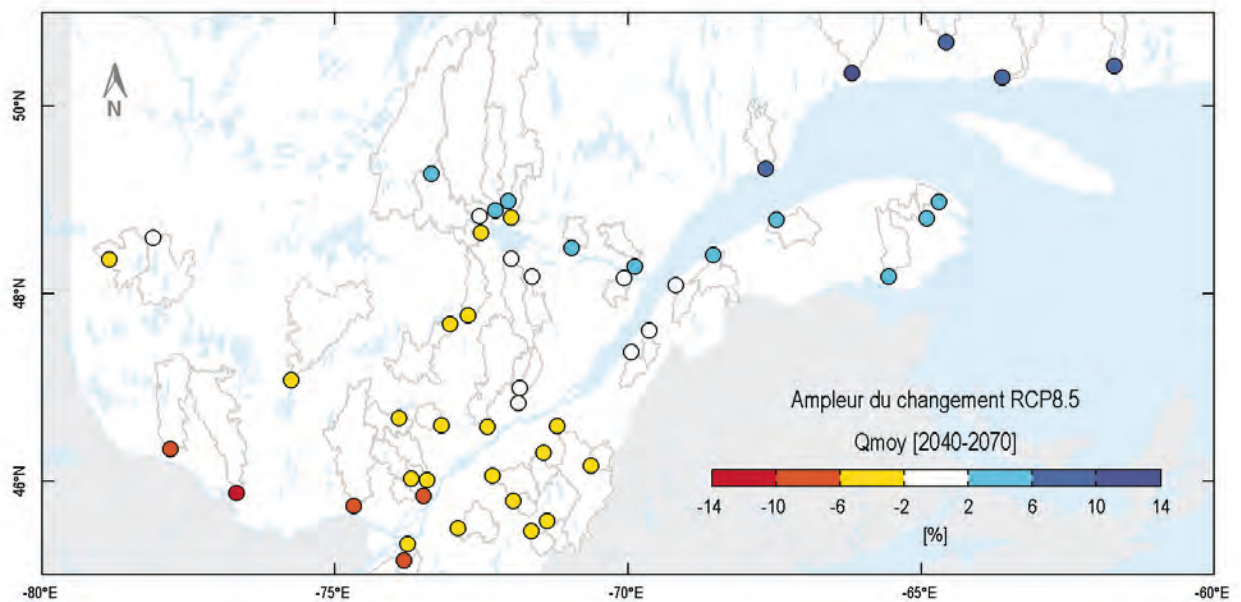 50°N
48°N
46°N
N
Ampleur du changement RCP8.5
Qmoy [2040-2070]
-14 -10 -6 -2 2 6 10 14
[%]
-80°E -75°E -70°E -65°E -60°E